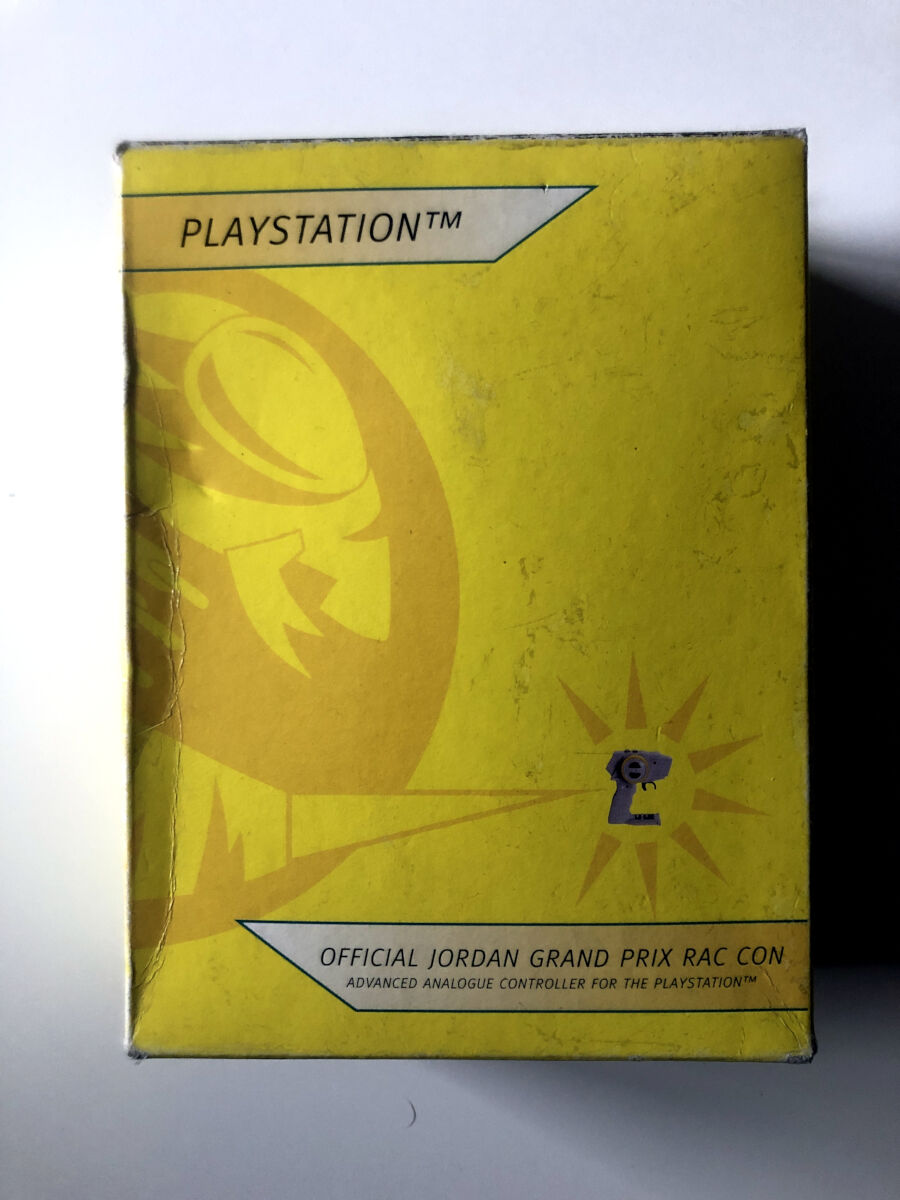 PLAYSTATION™
OFFICIAL JORDAN GRAND PRIX RAC CON
ADVANCED ANALOGUE CONTROLLER FOR THE PLAYSTATION™